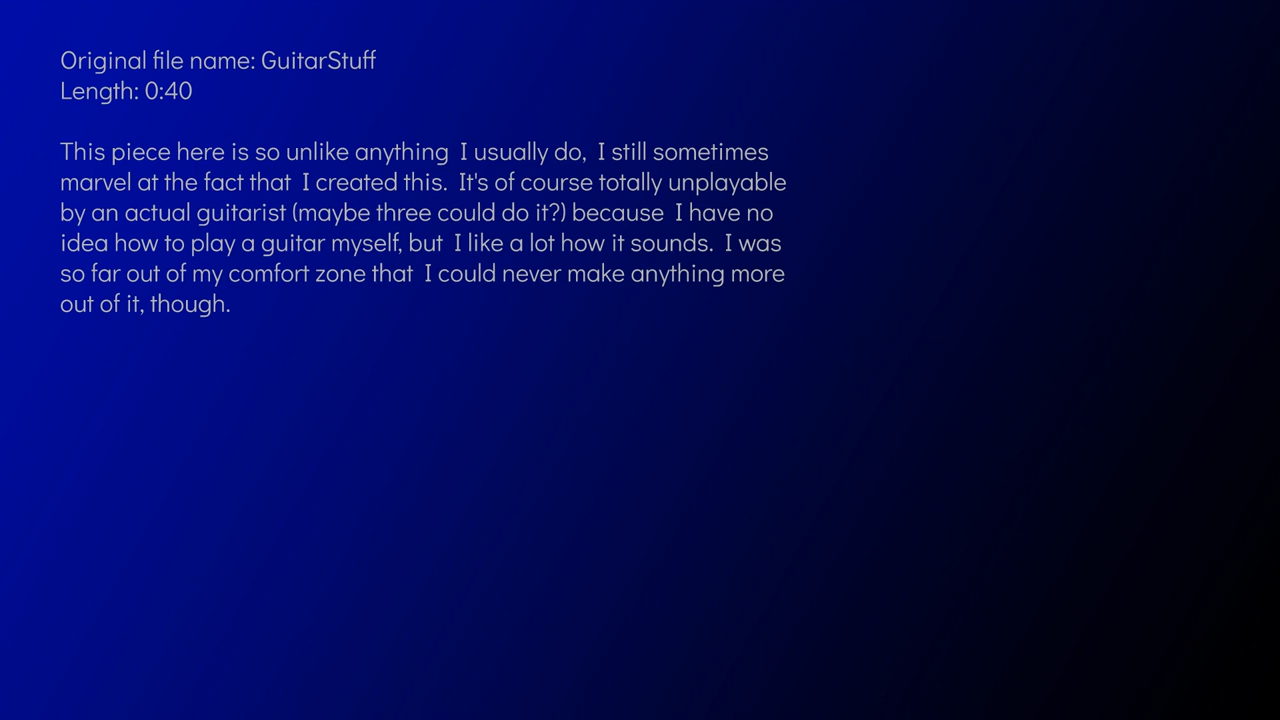 Original file name: GuitarStuff
Length: 0:40
This piece here is so unlike anything I usually do, I still sometimes
marvel at the fact that I created this. It's of course totally unplayable
by an actual guitarist (maybe three could do it?) because I have no
idea how to play a guitar myself, but I like a lot how it sounds. I was
so far out of my comfort zone that I could never make anything more
out of it, though.